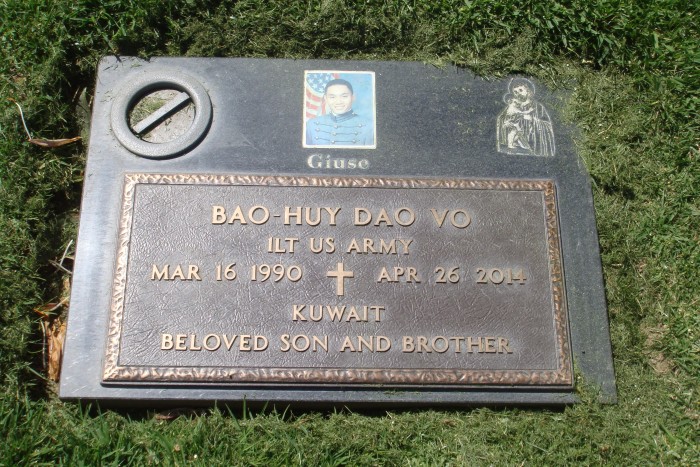 Giuse
BAO-HUY DAO VO
1LT US ARMY
MAR 16 1990 APR 26 2014
KUWAIT
BELOVED SON AND BROTHER